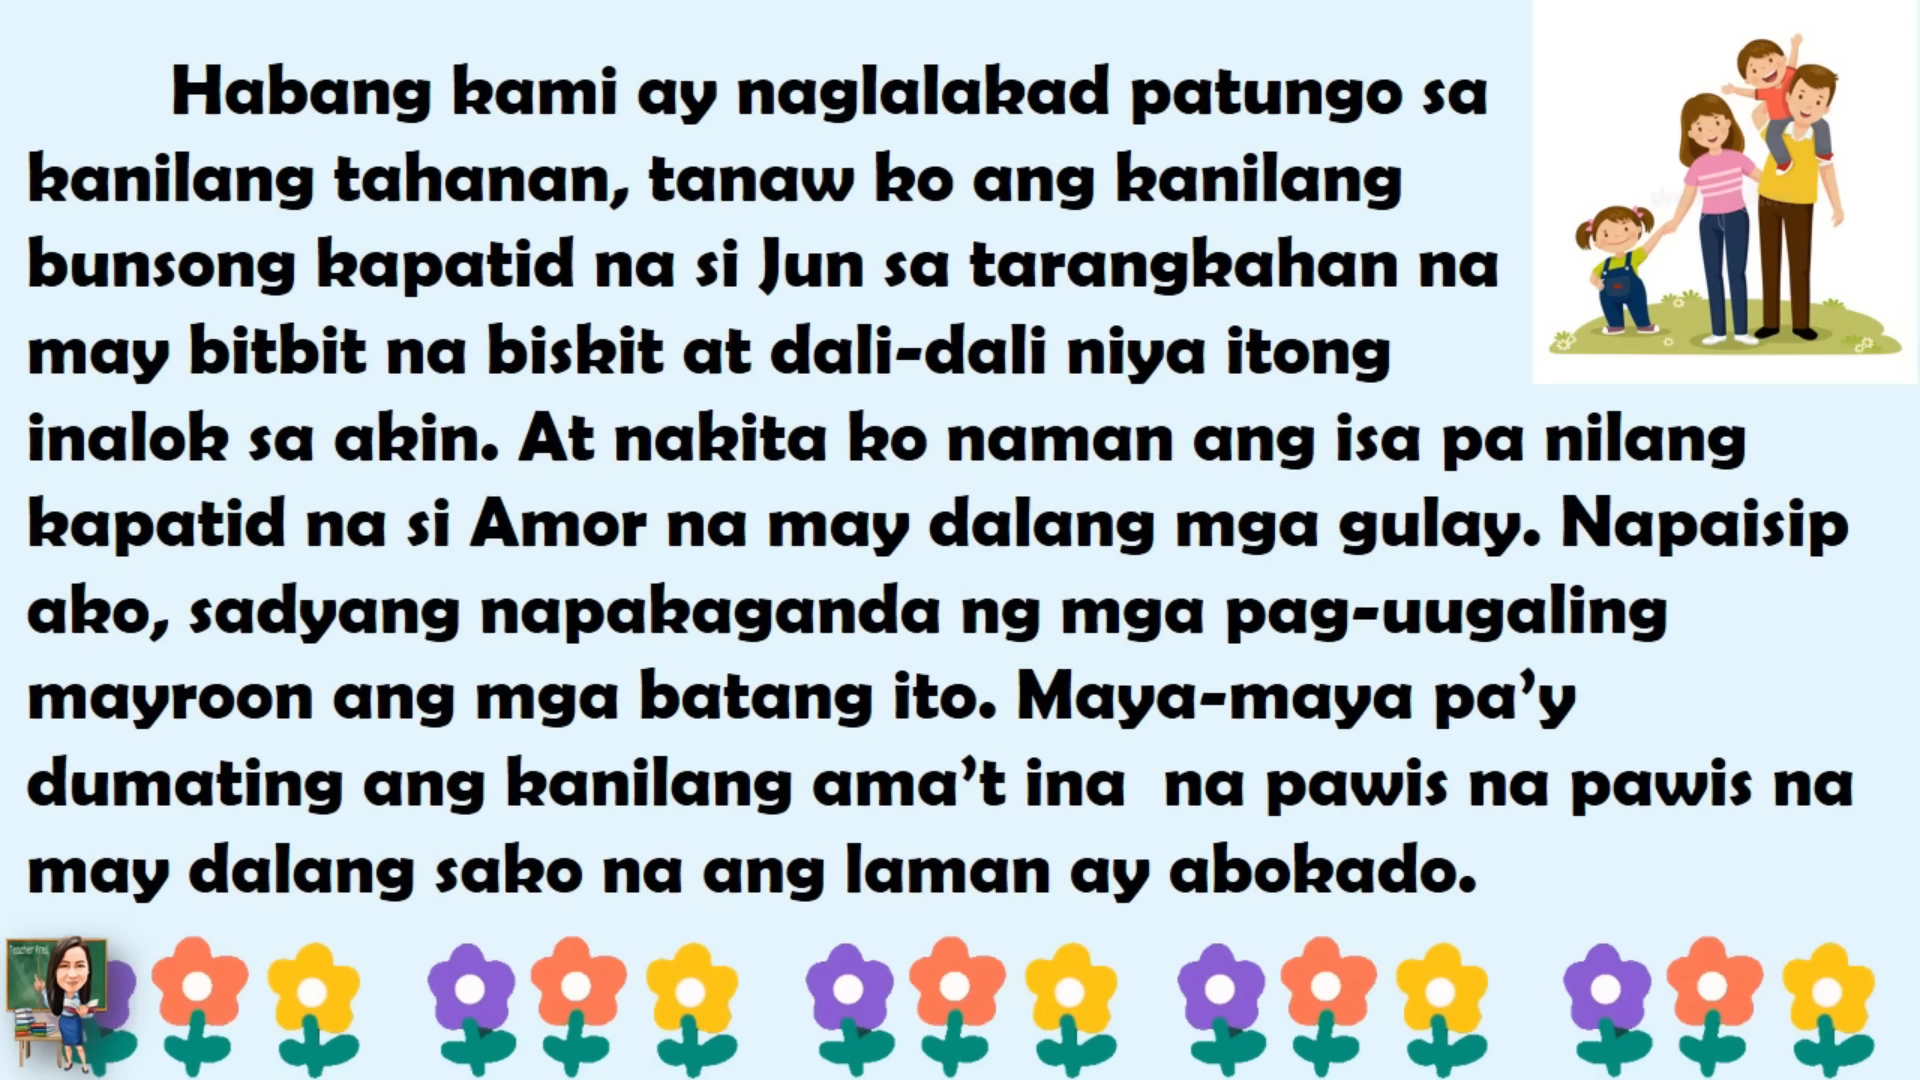 Habang kami ay naglalakad patungo sa
kanilang tahanan, tanaw ko ang kanilang
bunsong kapatid na si Jun sa tarangkahan na
may bitbit na biskit at dali-dali niya itong
inalok sa akin. At nakita ko naman ang isa pa nilang
kapatid na si Amor na may dalang mga gulay. Napaisip
ako, sadyang napakaganda ng mga pag-uugaling
mayroon ang mga batang ito. Maya-maya pa’y
dumating ang kanilang ama’t ina na pawis na pawis na
may dalang sako na ang laman ay abokado.
Teacher